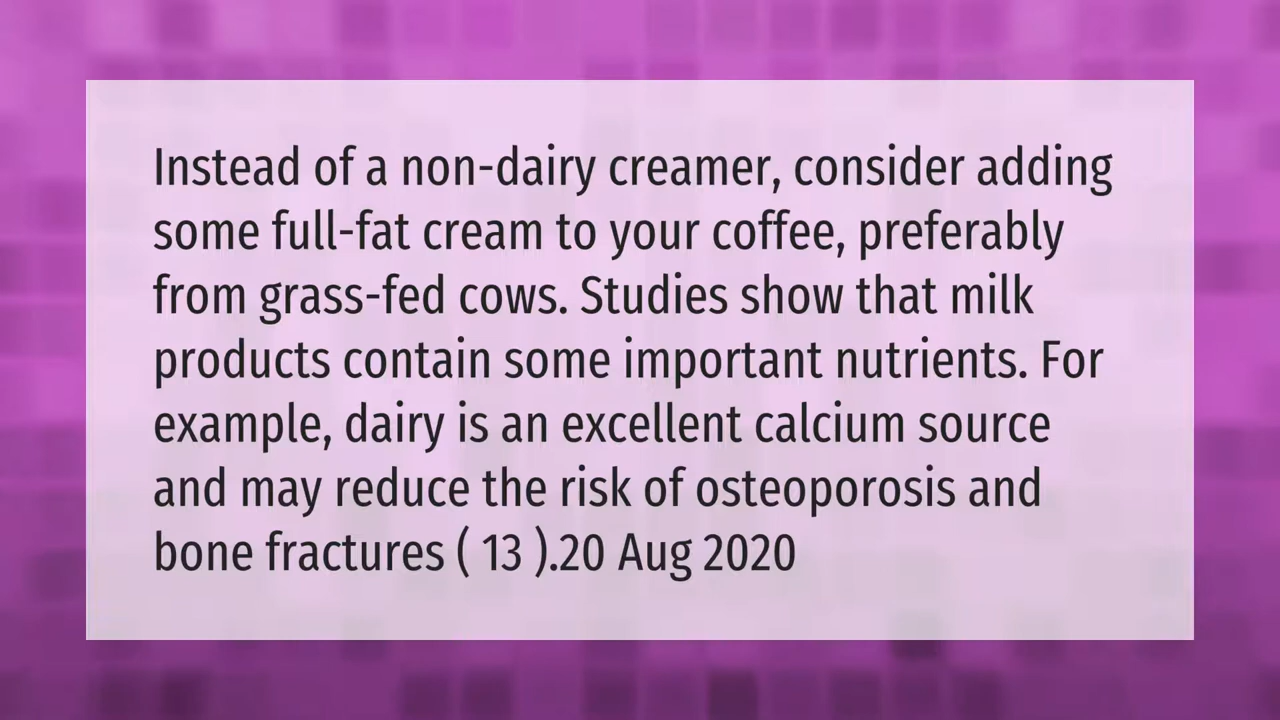 Instead of a non-dairy creamer, consider adding
some full-fat cream to your coffee, preferably
from grass-fed cows. Studies show that milk
products contain some important nutrients. For
example, dairy is an excellent calcium source
and may reduce the risk of osteoporosis and
bone fractures ( 13 ).20 Aug 2020